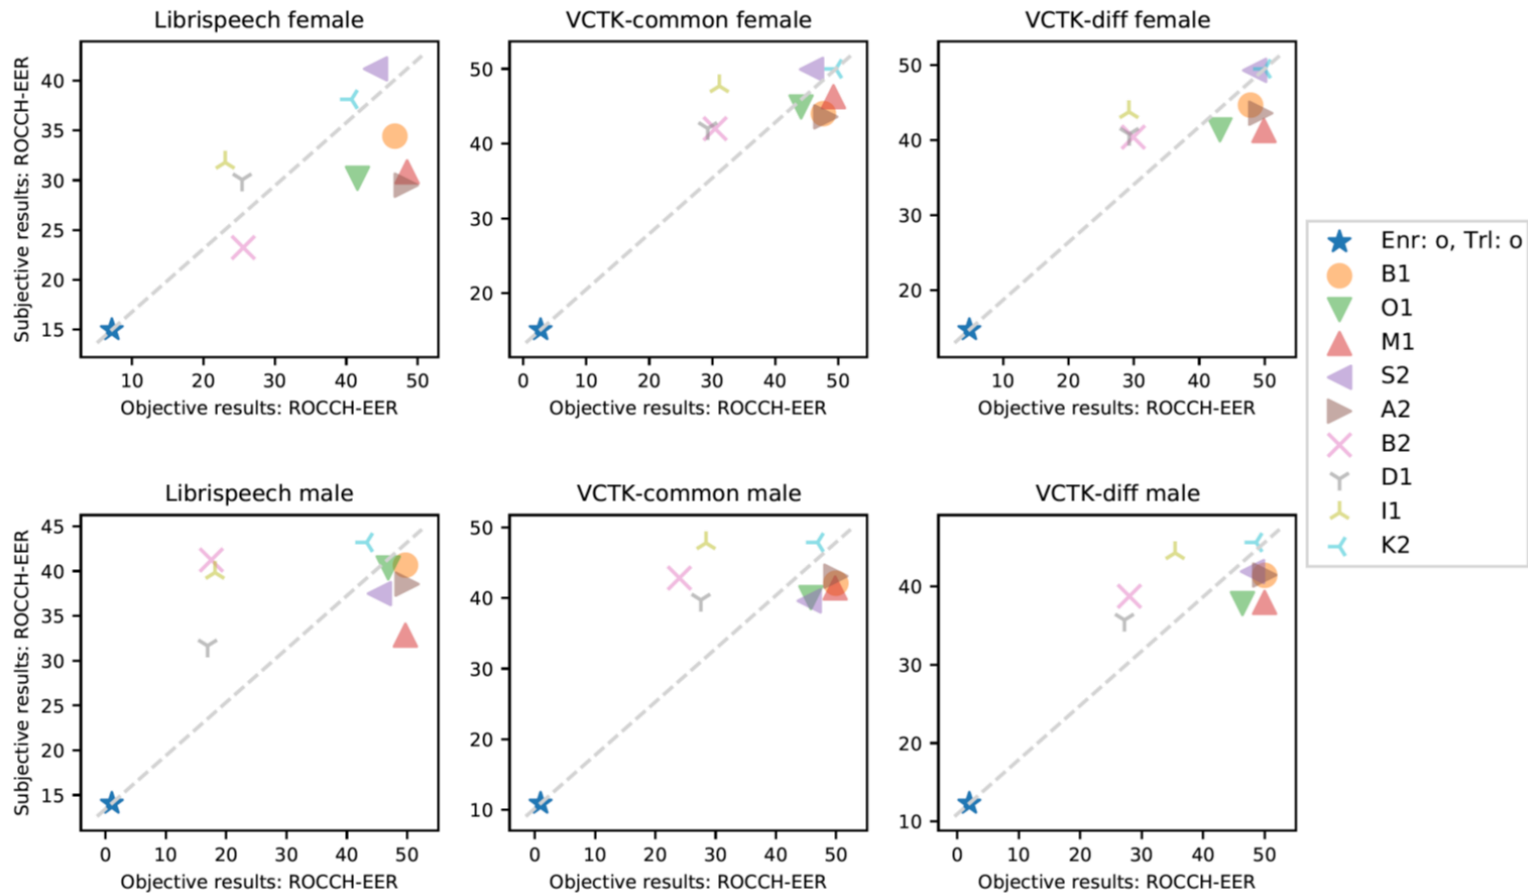 Librispeech female
VCTK-common female
VCTK-diff female
Subjective results: ROCCH-EER
40
35
30
25
20
15
10 20 30 40 50
Objective results: ROCCH-EER
50
40
30
20
0 10 20 30 40 50
Objective results: ROCCH-EER
50
40
30
20
10 20 30 40 50
Objective results: ROCCH-EER
Enr: o, Trl: o
B1
O1
M1
S2
A2
B2
D1
I1
K2
Librispeech male
VCTK-common male
VCTK-diff male
Subjective results: ROCCH-EER
45
40
35
30
25
20
15
0 10 20 30 40 50
Objective results: ROCCH-EER
50
40
30
20
10
0 10 20 30 40 50
Objective results: ROCCH-EER
40
30
20
10
0 10 20 30 40 50
Objective results: ROCCH-EER